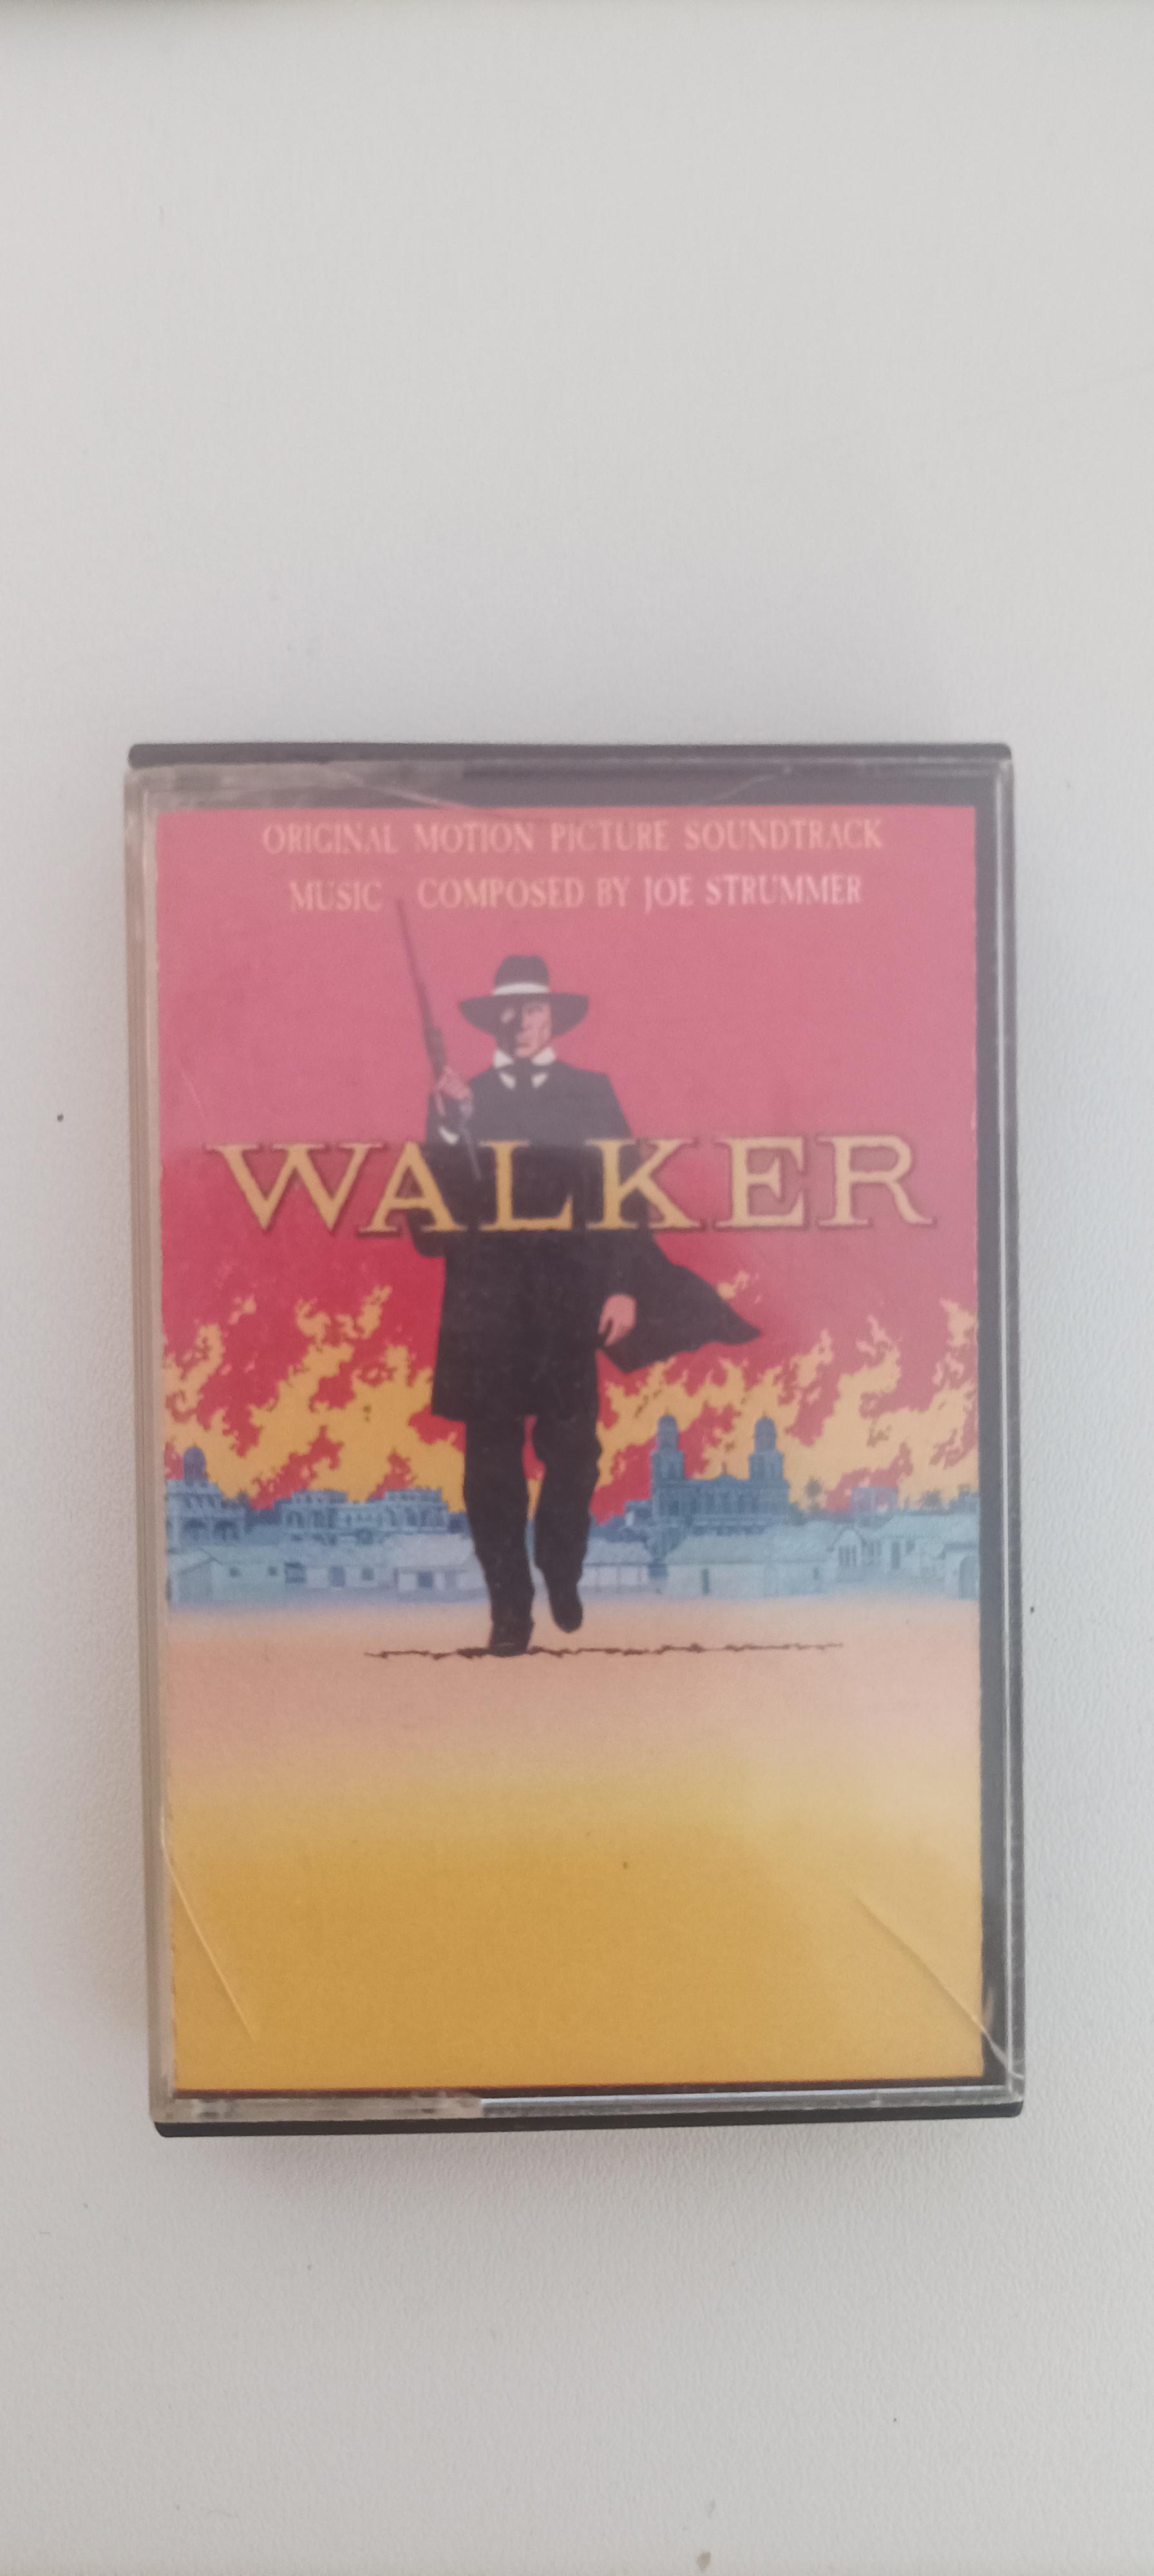 ORIGINAL MOTION PICTURE SOUNDTRACK
MUSIC COMPOSED BY JOE STRUMMER
WALKER